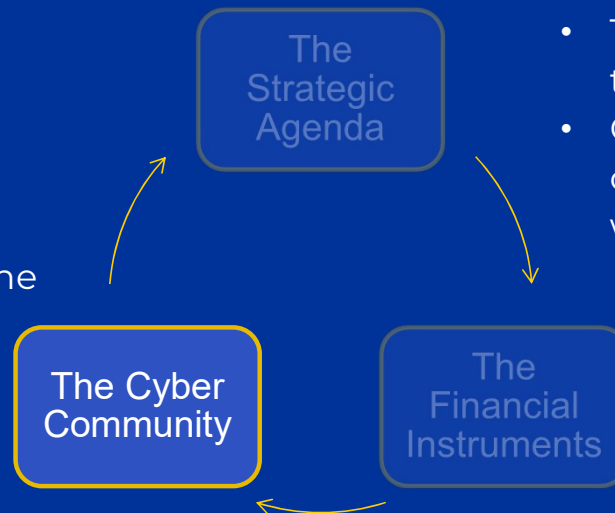 The
Strategic
Agenda
The Cyber
Community
The
Financial
Instruments